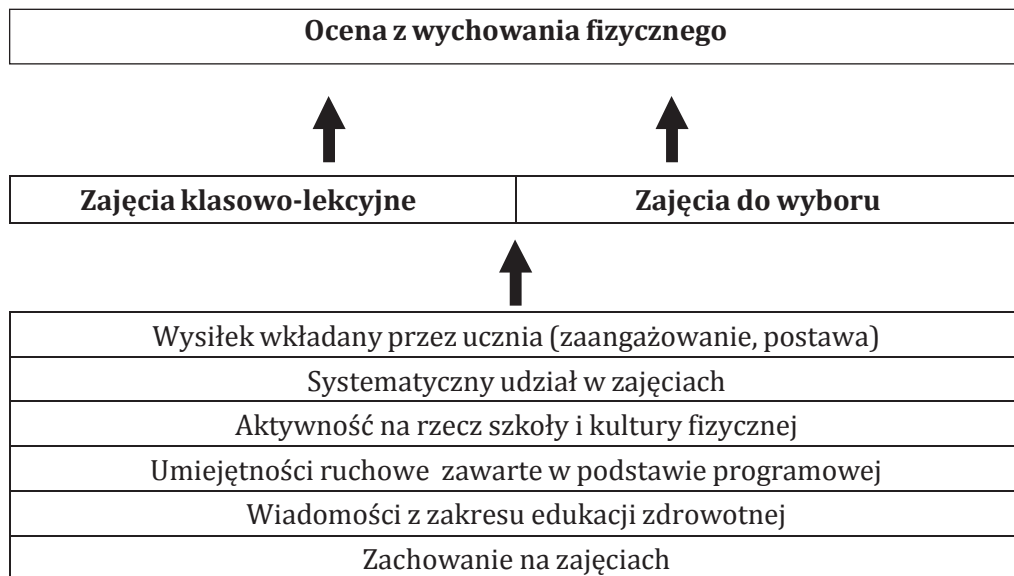 Ocena z wychowania fizycznego
Zajęcia klasowo-lekcyjne
Zajęcia do wyboru
Wysiłek wkładany przez ucznia (zaangażowanie, postawa)
Systematyczny udział w zajęciach
Aktywność na rzecz szkoły i kultury fizycznej
Umiejętności ruchowe zawarte w podstawie programowej
Wiadomości z zakresu edukacji zdrowotnej
Zachowanie na zajęciach